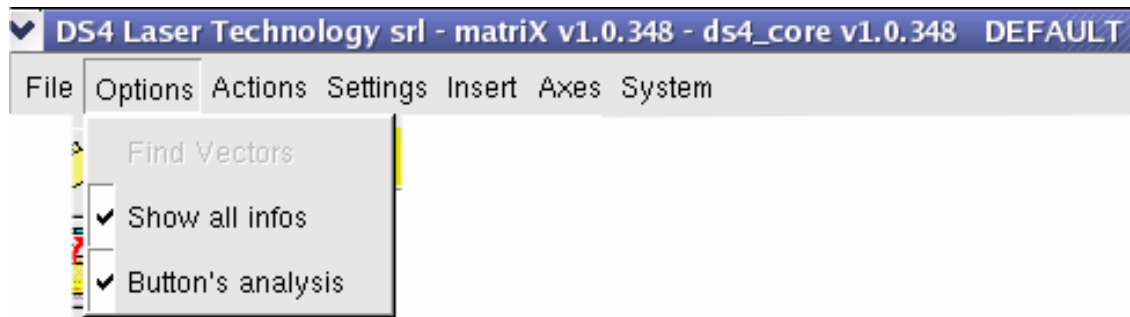 DS4 Laser Technology srl - matriX v1.0.348 - ds4_core v1.0.348 DEFAULT
File Options Actions Settings Insert Axes System
Find Vectors
Show all infos
Button's analysis